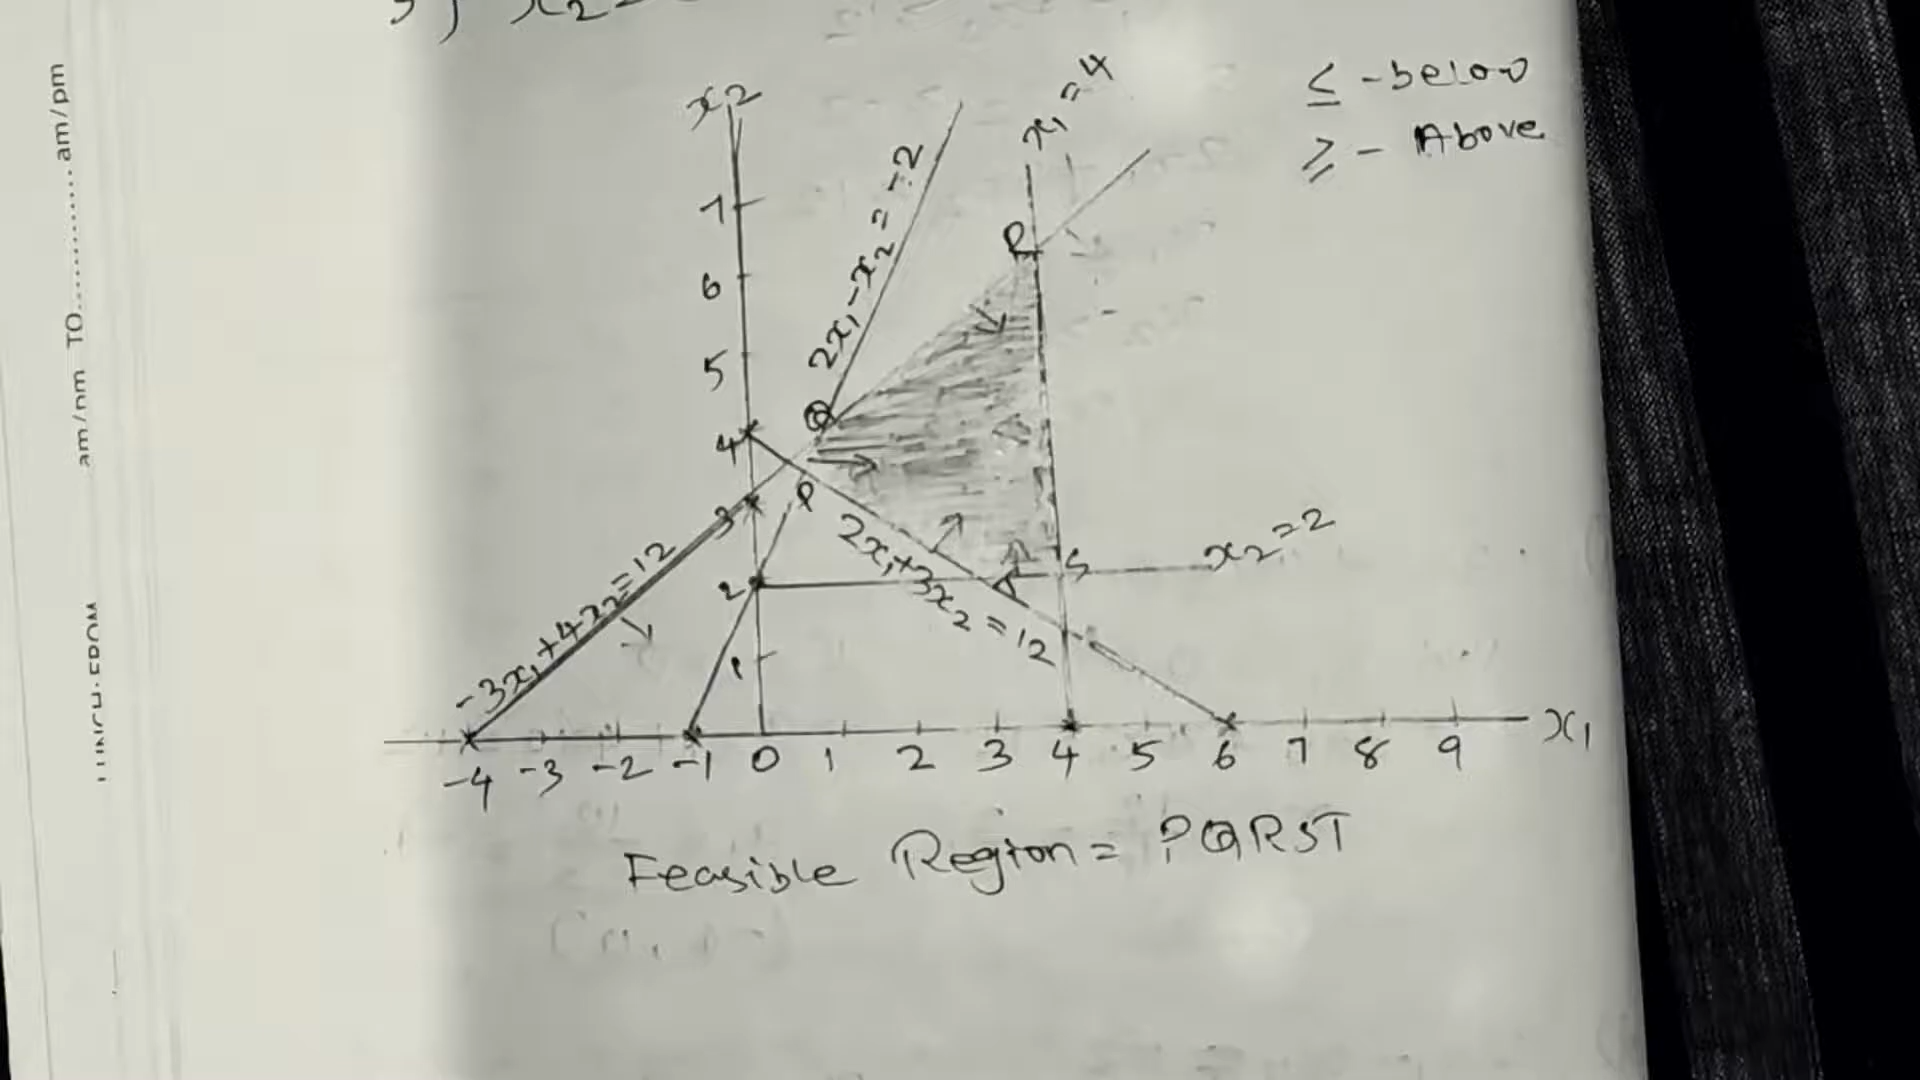 x2
x1 = 4
≤ - below
≥ - Above
2x1 - x2 = -2
7
6
5
4
3
2
1
R
Q
P
S
-3x1 + 4x2 = 12
2x1 + 3x2 = 12
x2 = 2
-4 -3 -2 -1 0 1 2 3 4 5 6 7 8 9 x1
Feasible Region = PQRST
am/pm TO.......... am/pm